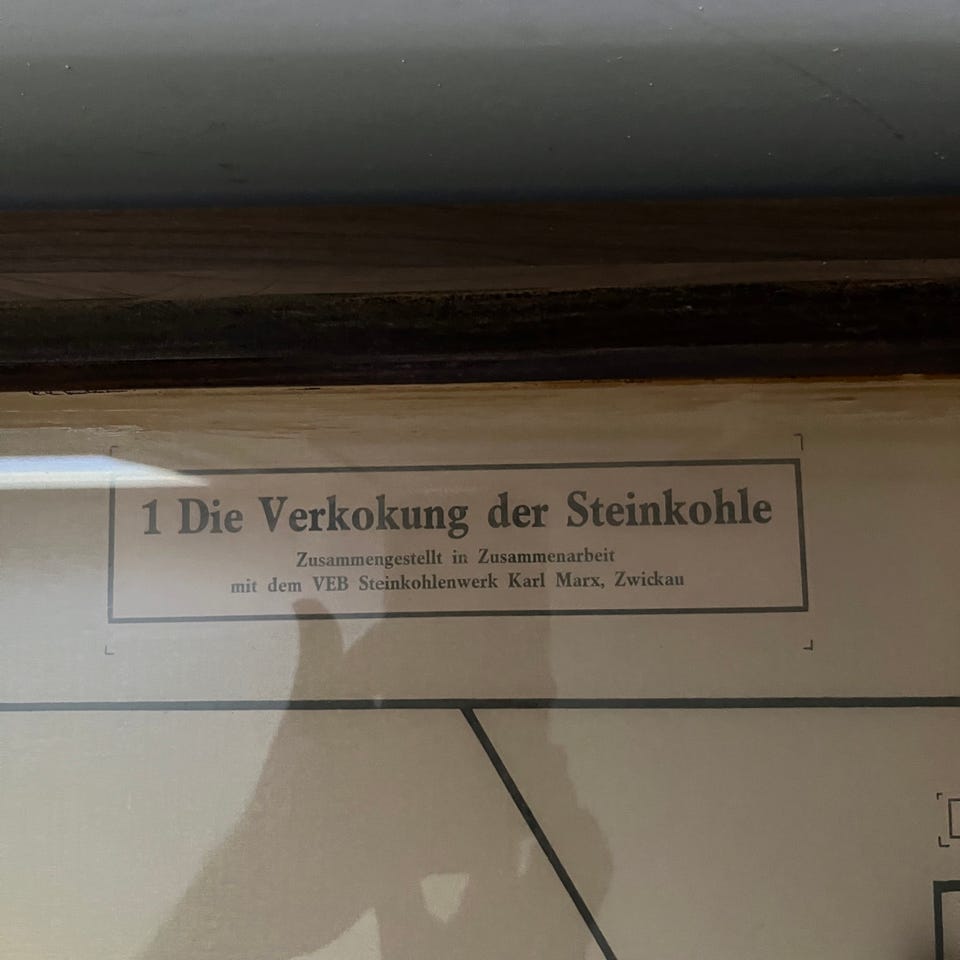 1 Die Verkokung der Steinkohle
Zusammengestellt in Zusammenarbeit
mit dem VEB Steinkohlenwerk Karl Marx, Zwickau